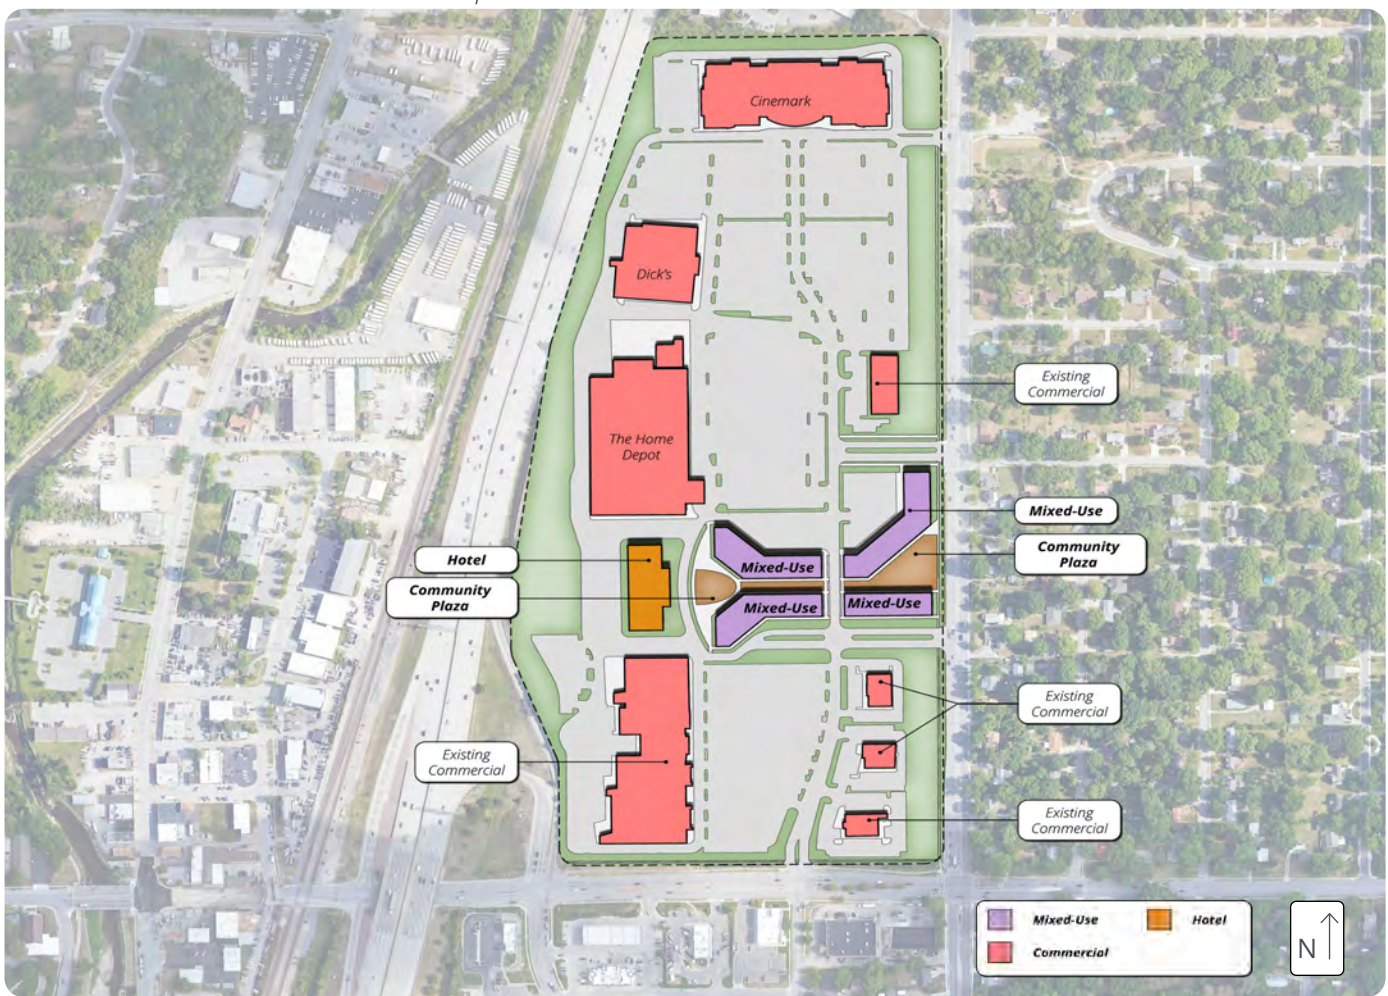 Cinemark
Dick's
Existing
Commercial
The Home
Depot
Mixed-Use
Hotel
Community
Plaza
Mixed-Use
Community
Plaza
Mixed-Use
Mixed-Use
Existing
Commercial
Existing
Commercial
Existing
Commercial
Mixed-Use
Hotel
Commercial
N